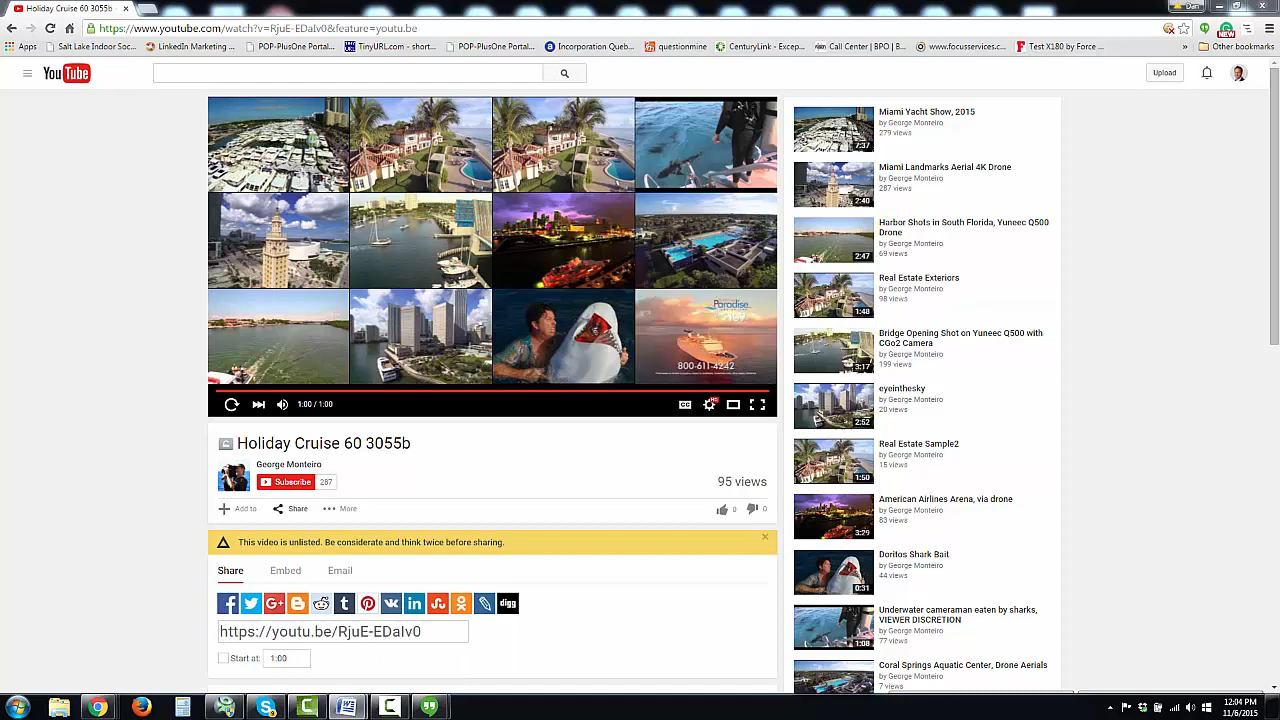 Holiday Cruise 60 3055b -
Dan
https://www.youtube.com/watch?v=RjuE-EDaIv0&feature=youtu.be
NEW
Apps
Salt Lake Indoor Soc...
LinkedIn Marketing ...
POP-PlusOne Portal...
TinyURL.com - short...
POP-PlusOne Portal...
Incorporation Queb...
questionmine
CenturyLink - Excep...
Call Center | BPO | B...
www.focusservices.c...
Test X180 by Force ...
»
Other bookmarks
YouTube
Upload
Paradise
800-611-4242
1:00 / 1:00
CC
HD
Holiday Cruise 60 3055b
George Monteiro
Subscribe
287
95 views
Add to
Share
More
0
0
This video is unlisted. Be considerate and think twice before sharing.
Share
Embed
Email
digg
https://youtu.be/RjuE-EDaIv0
Start at:
1:00
Miami Yacht Show, 2015
by George Monteiro
279 views
7:37
Miami Landmarks Aerial 4K Drone
by George Monteiro
287 views
2:40
Harbor Shots in South Florida, Yuneec Q500
Drone
by George Monteiro
69 views
2:47
Real Estate Exteriors
by George Monteiro
98 views
1:48
Bridge Opening Shot on Yuneec Q500 with
CGo2 Camera
by George Monteiro
199 views
3:17
eyeinthesky
by George Monteiro
20 views
2:52
Real Estate Sample2
by George Monteiro
15 views
1:50
American Airlines Arena, via drone
by George Monteiro
83 views
3:29
Doritos Shark Bait
by George Monteiro
44 views
0:31
Underwater cameraman eaten by sharks,
VIEWER DISCRETION
by George Monteiro
77 views
1:08
Coral Springs Aquatic Center, Drone Aerials
by George Monteiro
7 views
12:04 PM
11/6/2015